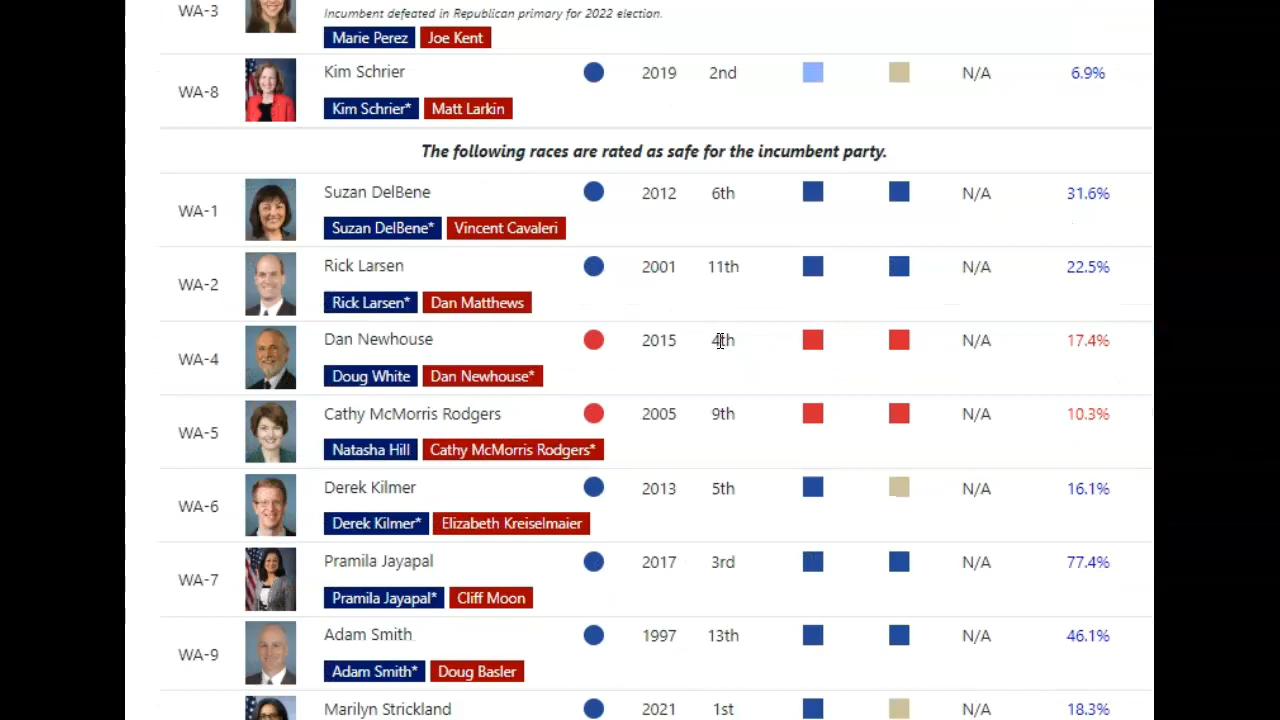 Incumbent defeated in Republican primary for 2022 election.
WA-3
Marie Perez Joe Kent
Kim Schrier 2019 2nd N/A 6.9%
WA-8
Kim Schrier* Matt Larkin
The following races are rated as safe for the incumbent party.
Suzan DelBene 2012 6th N/A 31.6%
WA-1
Suzan DelBene* Vincent Cavaleri
Rick Larsen 2001 11th N/A 22.5%
WA-2
Rick Larsen* Dan Matthews
Dan Newhouse 2015 4th N/A 17.4%
WA-4
Doug White Dan Newhouse*
Cathy McMorris Rodgers 2005 9th N/A 10.3%
WA-5
Natasha Hill Cathy McMorris Rodgers*
Derek Kilmer 2013 5th N/A 16.1%
WA-6
Derek Kilmer* Elizabeth Kreiselmaier
Pramila Jayapal 2017 3rd N/A 77.4%
WA-7
Pramila Jayapal* Cliff Moon
Adam Smith 1997 13th N/A 46.1%
WA-9
Adam Smith* Doug Basler
Marilyn Strickland 2021 1st N/A 18.3%